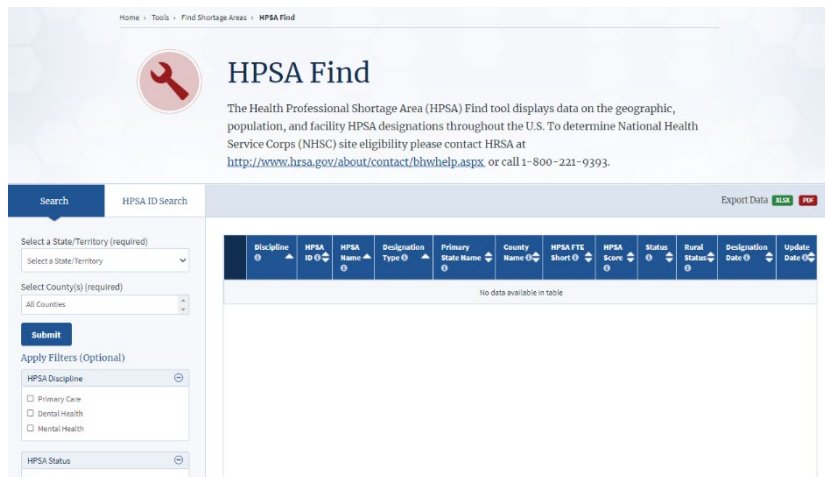 Home › Tools › Find Shortage Areas › HPSA Find
HPSA Find
The Health Professional Shortage Area (HPSA) Find tool displays data on the geographic,
population, and facility HPSA designations throughout the U.S. To determine National Health
Service Corps (NHSC) site eligibility please contact HRSA at
http://www.hrsa.gov/about/contact/bhwhelp.aspx or call 1-800-221-9393.
Search
HPSA ID Search
Export Data XLSX PDF
Select a State/Territory (required)
Select a State/Territory
Select County(s) (required)
All Counties
Submit
Apply Filters (Optional)
HPSA Discipline
Primary Care
Dental Health
Mental Health
HPSA Status
Discipline
HPSA ID
HPSA Name
Designation Type
Primary State Name
County Name
HPSA FTE Short
HPSA Score
Status
Rural Status
Designation Date
Update Date
No data available in table